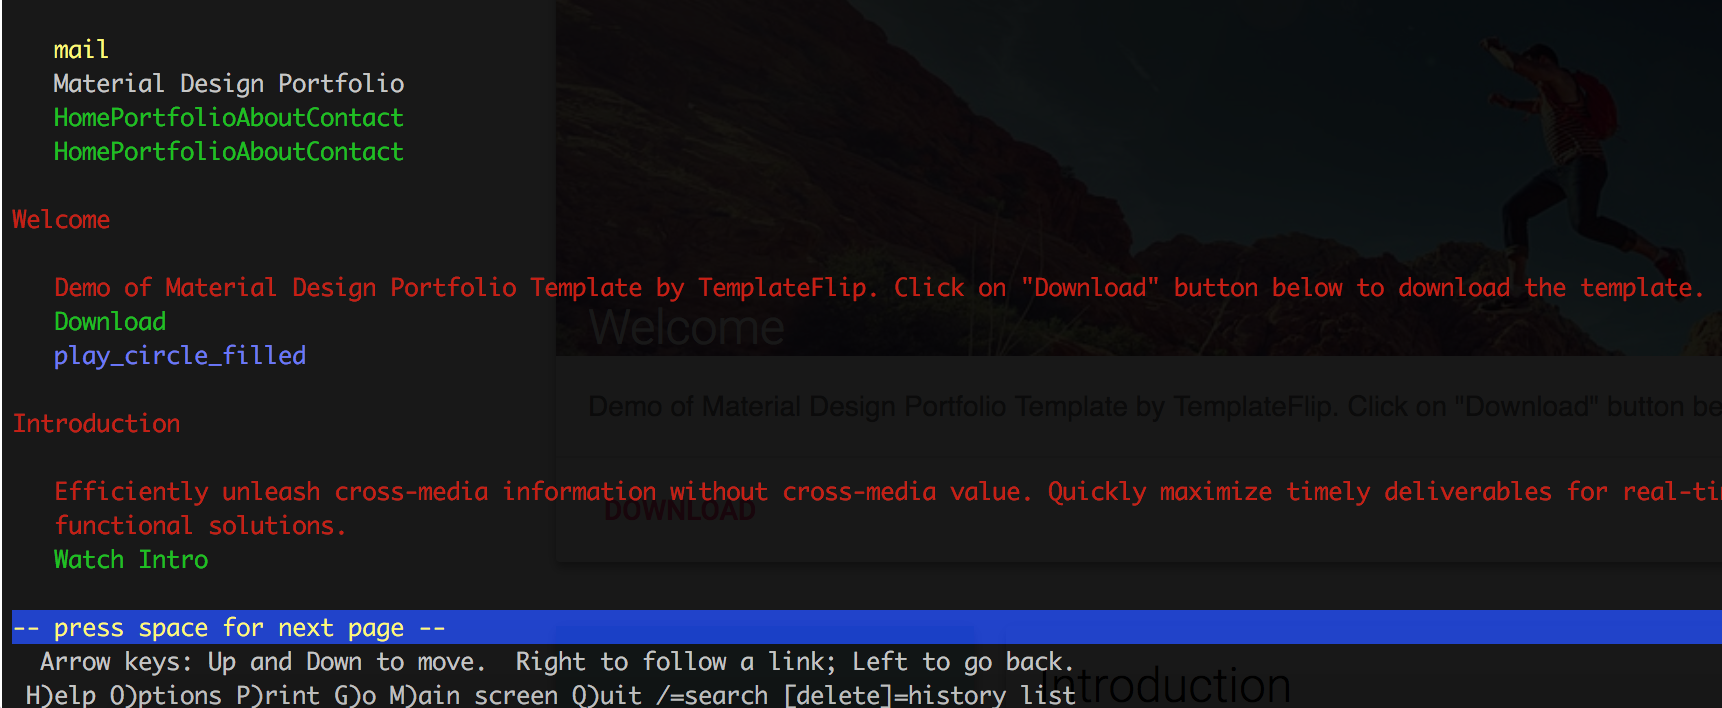 mail
Material Design Portfolio
HomePortfolioAboutContact
HomePortfolioAboutContact
Welcome
Demo of Material Design Portfolio Template by TemplateFlip. Click on "Download" button below to download the template.
Download
Welcome
play_circle_filled
Demo of Material Design Portfolio Template by TemplateFlip. Click on "Download" button be
Introduction
Efficiently unleash cross-media information without cross-media value. Quickly maximize timely deliverables for real-ti
DOWNLOAD
functional solutions.
Watch Intro
-- press space for next page --
Arrow keys: Up and Down to move.  Right to follow a link; Left to go back.
Introduction
H)elp O)ptions P)rint G)o M)ain screen Q)uit /=search [delete]=history list